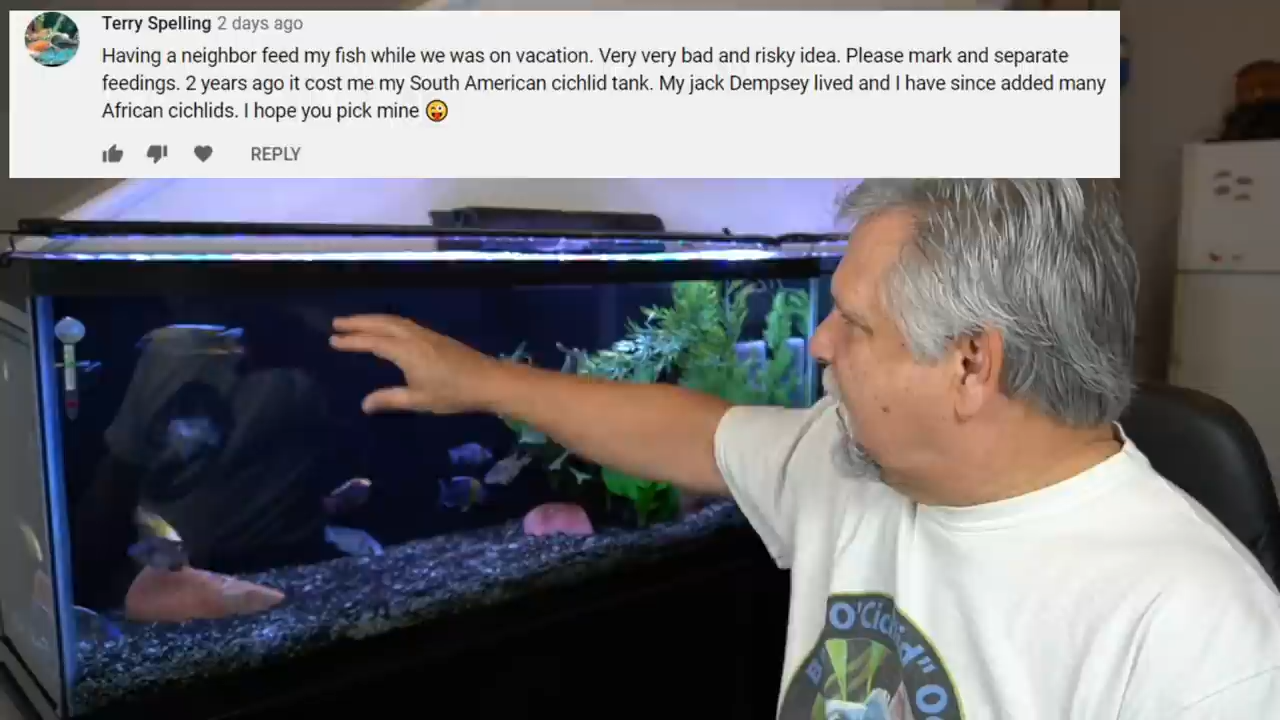 Terry Spelling 2 days ago
Having a neighbor feed my fish while we was on vacation. Very very bad and risky idea. Please mark and separate
feedings. 2 years ago it cost me my South American cichlid tank. My jack Dempsey lived and I have since added many
African cichlids. I hope you pick mine 😜
REPLY
O'Cichlid"